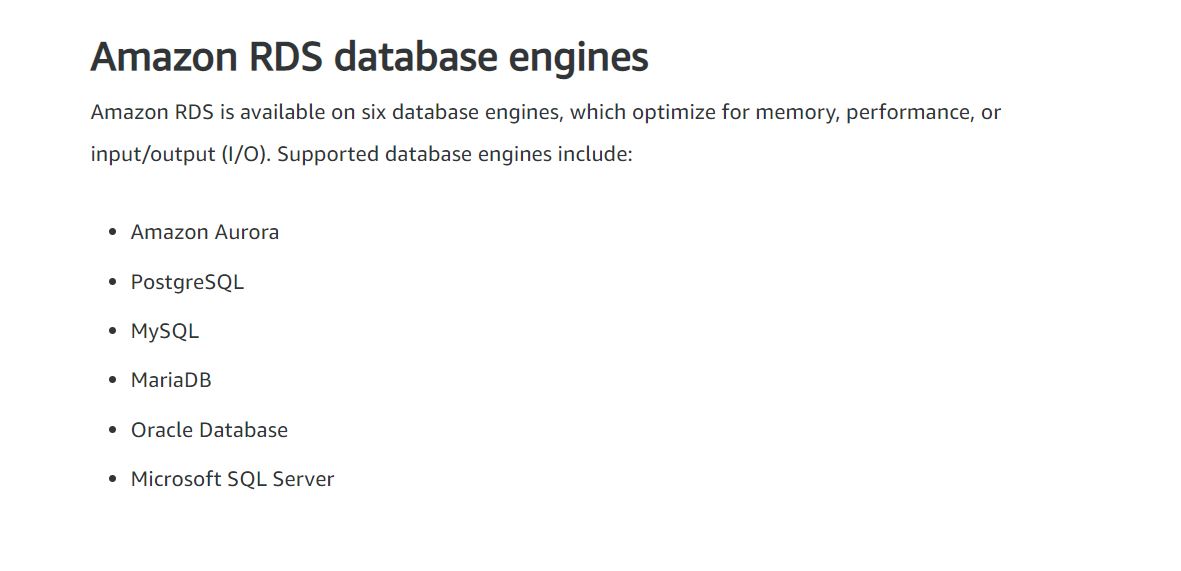 Amazon RDS database engines
Amazon RDS is available on six database engines, which optimize for memory, performance, or
input/output (I/O). Supported database engines include:
• Amazon Aurora
• PostgreSQL
• MySQL
• MariaDB
• Oracle Database
• Microsoft SQL Server